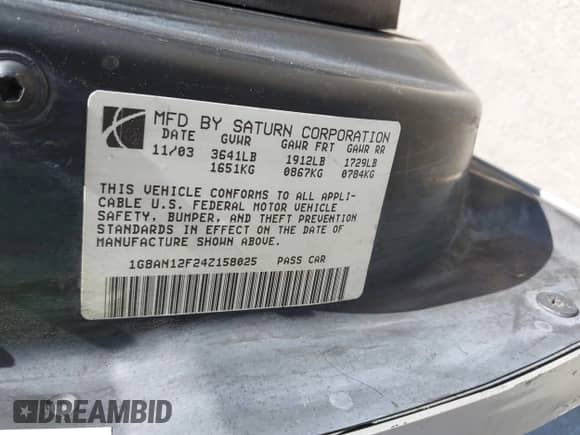 MFD BY SATURN CORPORATION
DATE GVWR GAWR FRT GAWR RR
11/03 3641LB 1912LB 1729LB
1651KG 0867KG 0784KG
THIS VEHICLE CONFORMS TO ALL APPLI-
CABLE U.S. FEDERAL MOTOR VEHICLE
SAFETY, BUMPER, AND THEFT PREVENTION
STANDARDS IN EFFECT ON THE DATE OF
MANUFACTURE SHOWN ABOVE.
1G8AN12F24Z158025 PASS CAR
DREAMBID